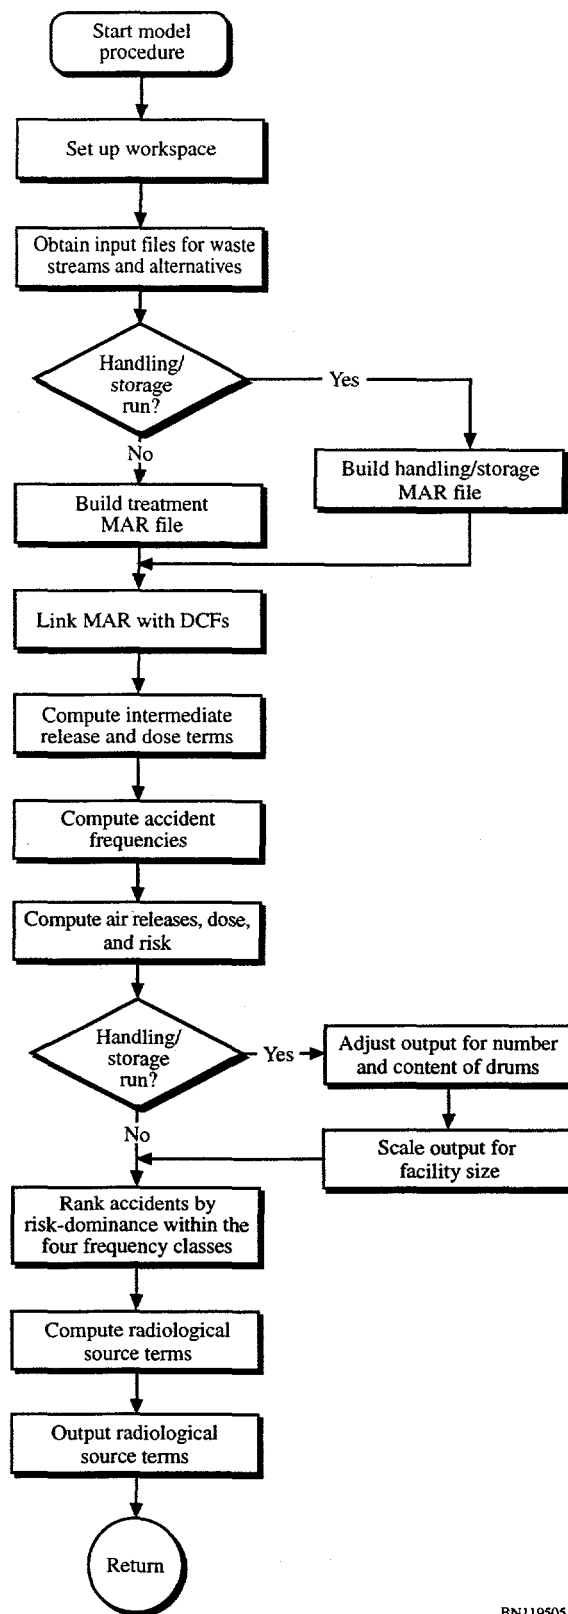 Start model
procedure
Set up workspace
Obtain input files for waste
streams and alternatives
Handling/
storage
run?
Yes
No
Build handling/storage
MAR file
Build treatment
MAR file
Link MAR with DCFs
Compute intermediate
release and dose terms
Compute accident
frequencies
Compute air releases, dose,
and risk
Handling/
storage
run?
Yes
Adjust output for number
and content of drums
No
Scale output for
facility size
Rank accidents by
risk-dominance within the
four frequency classes
Compute radiological
source terms
Output radiological
source terms
Return
RN119505